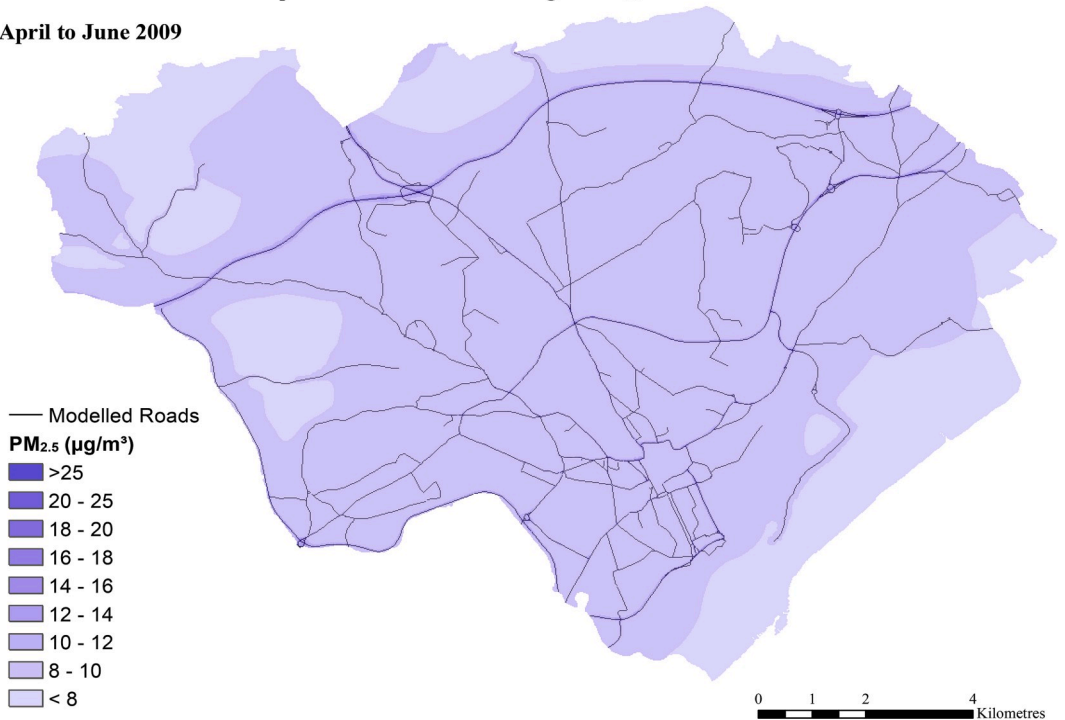 April to June 2009
Modelled Roads
PM2.5 (µg/m³)
>25
20 - 25
18 - 20
16 - 18
14 - 16
12 - 14
10 - 12
8 - 10
< 8
0 1 2 4
Kilometres